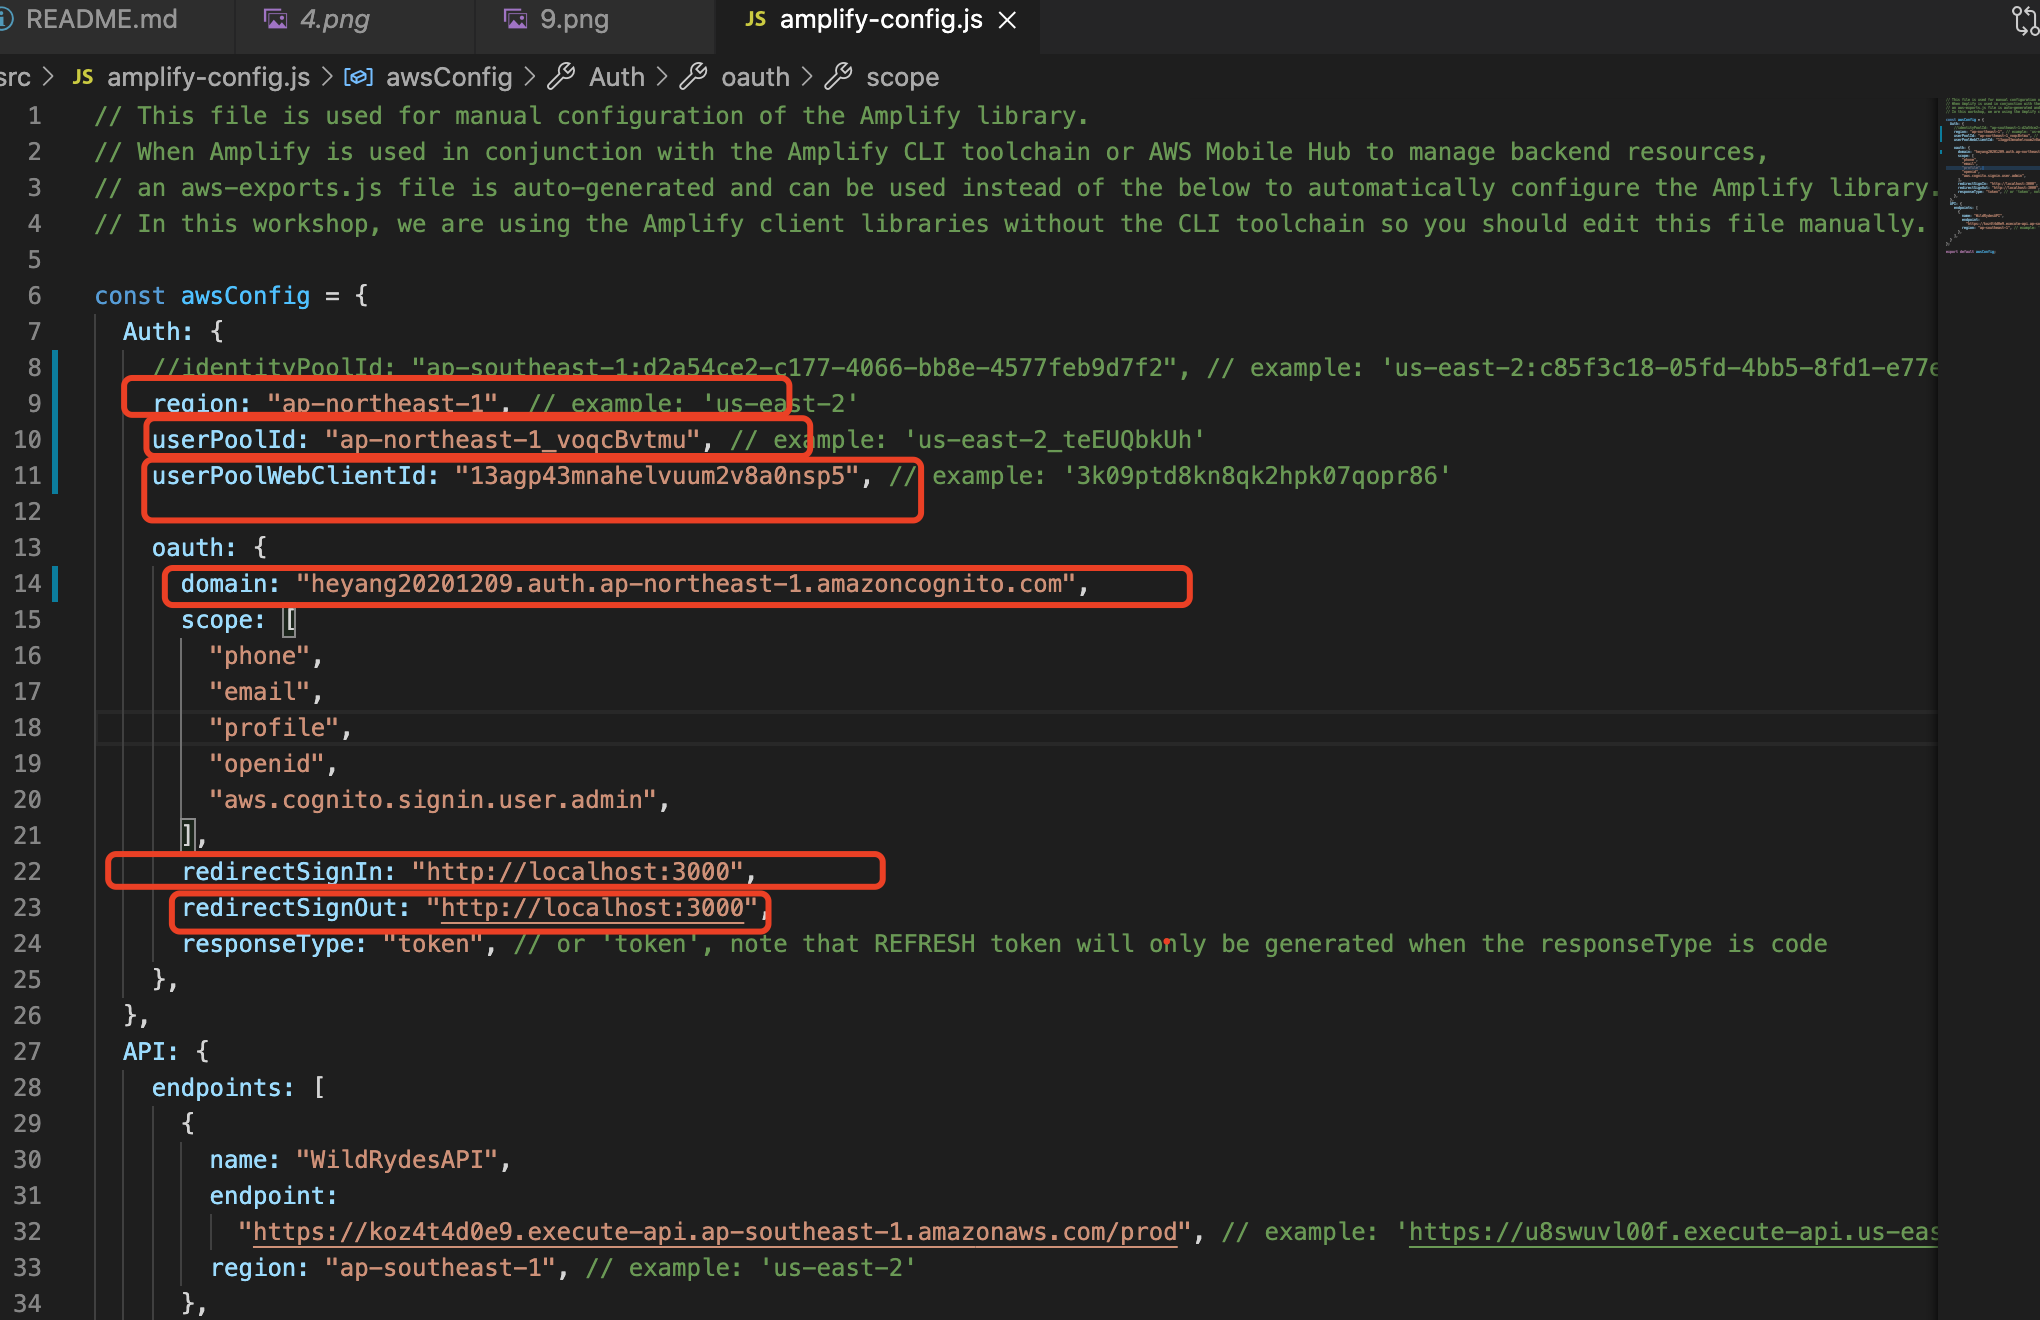 README.md
4.png
9.png
JS amplify-config.js
src > JS amplify-config.js > awsConfig > Auth > oauth > scope
1 // This file is used for manual configuration of the Amplify library.
2 // When Amplify is used in conjunction with the Amplify CLI toolchain or AWS Mobile Hub to manage backend resources,
3 // an aws-exports.js file is auto-generated and can be used instead of the below to automatically configure the Amplify library.
4 // In this workshop, we are using the Amplify client libraries without the CLI toolchain so you should edit this file manually.
5
6 const awsConfig = {
7 Auth: {
8 //identityPoolId: "ap-southeast-1:d2a54ce2-c177-4066-bb8e-4577feb9d7f2", // example: 'us-east-2:c85f3c18-05fd-4bb5-8fd1-e77e
9 region: "ap-northeast-1", // example: 'us-east-2'
10 userPoolId: "ap-northeast-1_voqcBvtmu", // example: 'us-east-2_teEUQbkUh'
11 userPoolWebClientId: "13agp43mnahelvuum2v8a0nsp5", // example: '3k09ptd8kn8qk2hpk07qopr86'
12
13 oauth: {
14 domain: "heyang20201209.auth.ap-northeast-1.amazoncognito.com",
15 scope: [
16 "phone",
17 "email",
18 "profile",
19 "openid",
20 "aws.cognito.signin.user.admin",
21 ],
22 redirectSignIn: "http://localhost:3000",
23 redirectSignOut: "http://localhost:3000",
24 responseType: "token", // or 'token', note that REFRESH token will only be generated when the responseType is code
25 },
26 },
27 API: {
28 endpoints: [
29 {
30 name: "WildRydesAPI",
31 endpoint:
32 "https://koz4t4d0e9.execute-api.ap-southeast-1.amazonaws.com/prod", // example: 'https://u8swuvl00f.execute-api.us-eas
33 region: "ap-southeast-1", // example: 'us-east-2'
34 },